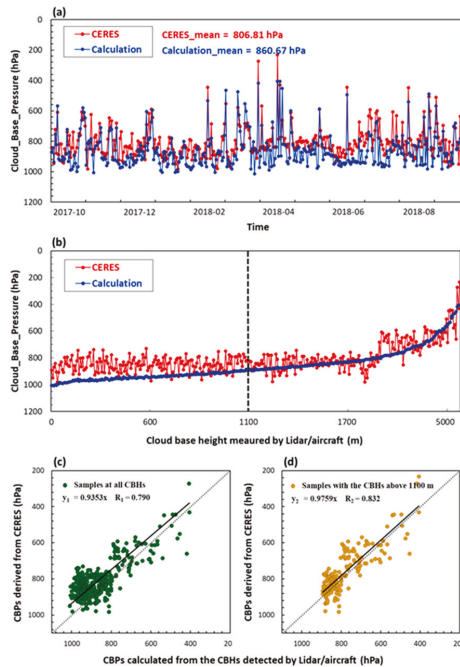 (a)
CERES CERES_mean = 806.81 hPa
Calculation Calculation_mean = 860.67 hPa
Cloud_Base_Pressure (hPa)
0
200
400
600
800
1000
1200
2017-10 2017-12 2018-02 2018-04 2018-06 2018-08
Time
(b)
CERES
Calculation
Cloud_Base_Pressure (hPa)
0
200
400
600
800
1000
1200
0 600 1100 1700 5000
Cloud base height meaured by Lidar/aircraft (m)
(c) (d)
Samples at all CBHs
y₁ = 0.9353x R₁ = 0.790
Samples with the CBHs above 1100 m
y₂ = 0.9759x R₂ = 0.832
CBPs derived from CERES (hPa)
200
400
600
800
1000
CBPs derived from CERES (hPa)
200
400
600
800
1000
1000 800 600 400 20
1000 800 600 400 20
CBPs calculated from the CBHs detected by Lidar/aircraft (hPa)